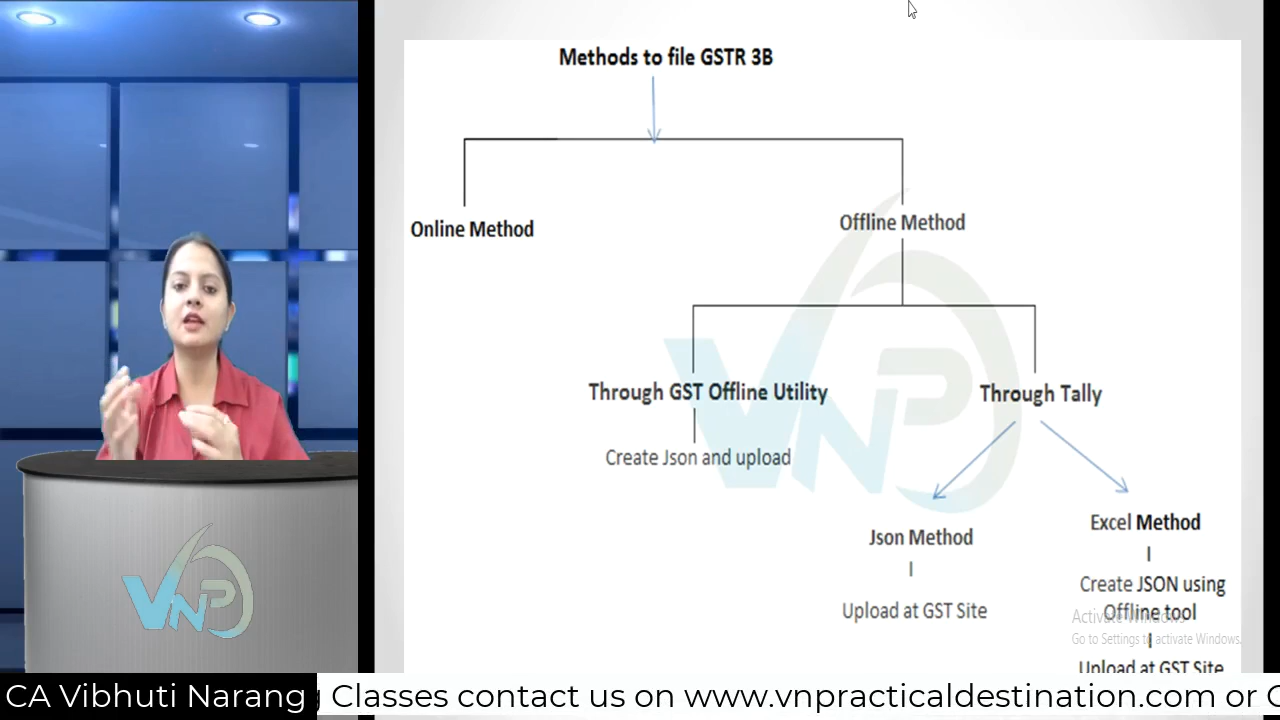 Methods to file GSTR 3B
Online Method
Offline Method
Through GST Offline Utility
Through Tally
Create Json and upload
Json Method
Excel Method
Upload at GST Site
Create JSON using
Offline tool
Upload at GST Site
Activate Windows
Go to Settings to activate Windows.
VNP
VNP
CA Vibhuti Narang
Classes contact us on www.vnpracticaldestination.com or